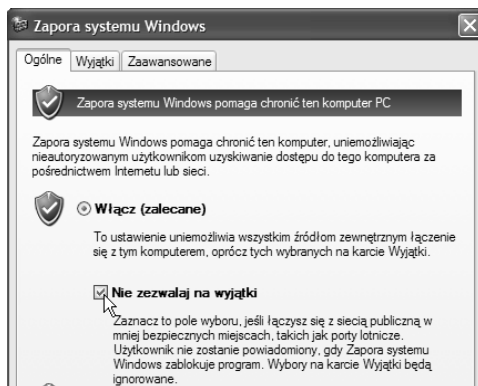 Zapora systemu Windows
Ogólne Wyjątki Zaawansowane
Zapora systemu Windows pomaga chronić ten komputer PC
Zapora systemu Windows pomaga chronić ten komputer, uniemożliwiając
nieautoryzowanym użytkownikom uzyskiwanie dostępu do tego komputera za
pośrednictwem Internetu lub sieci.
Włącz (zalecane)
To ustawienie uniemożliwia wszystkim źródłom zewnętrznym łączenie
się z tym komputerem, oprócz tych wybranych na karcie Wyjątki.
Nie zezwalaj na wyjątki
Zaznacz to pole wyboru, jeśli łączysz się z siecią publiczną w
mniej bezpiecznych miejscach, takich jak porty lotnicze.
Użytkownik nie zostanie powiadomiony, gdy Zapora systemu
Windows zablokuje program. Wybory na karcie Wyjątki będą
ignorowane.